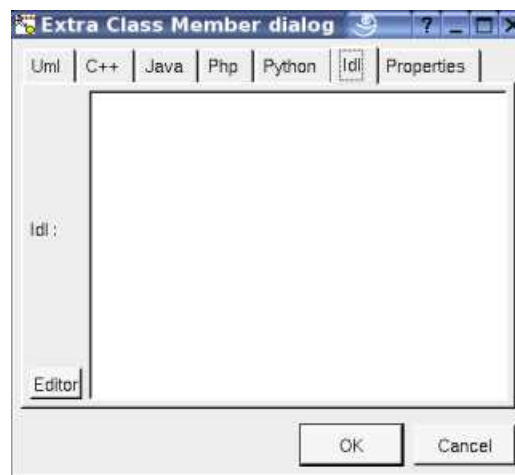 Extra Class Member dialog
Uml C++ Java Php Python Idl Properties
Idl :
Editor
OK Cancel